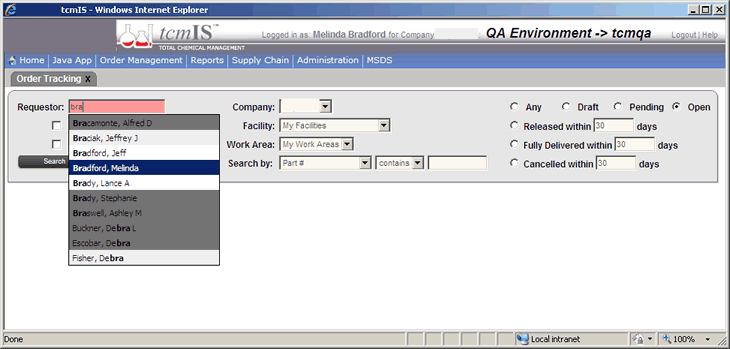 tcmIS - Windows Internet Explorer
tcmIS
TOTAL CHEMICAL MANAGEMENT
Logged in as: Melinda Bradford for Company : QA Environment -> tcmqa Logout | Help
Home Java App Order Management Reports Supply Chain Administration MSDS
Order Tracking X
Requestor: bra Company: Any Draft Pending Open
Bracamonte, Alfred D Facility: My Facilities Released within 30 days
Braciak, Jeffrey J
Bradford, Jeff Work Area: My Work Areas Fully Delivered within 30 days
Search Bradford, Melinda Search by: Part # contains Cancelled within 30 days
Brady, Lance A
Brady, Stephanie
Braswell, Ashley M
Buckner, Debra L
Escobar, Debra
Fisher, Debra
Done Local intranet 100%